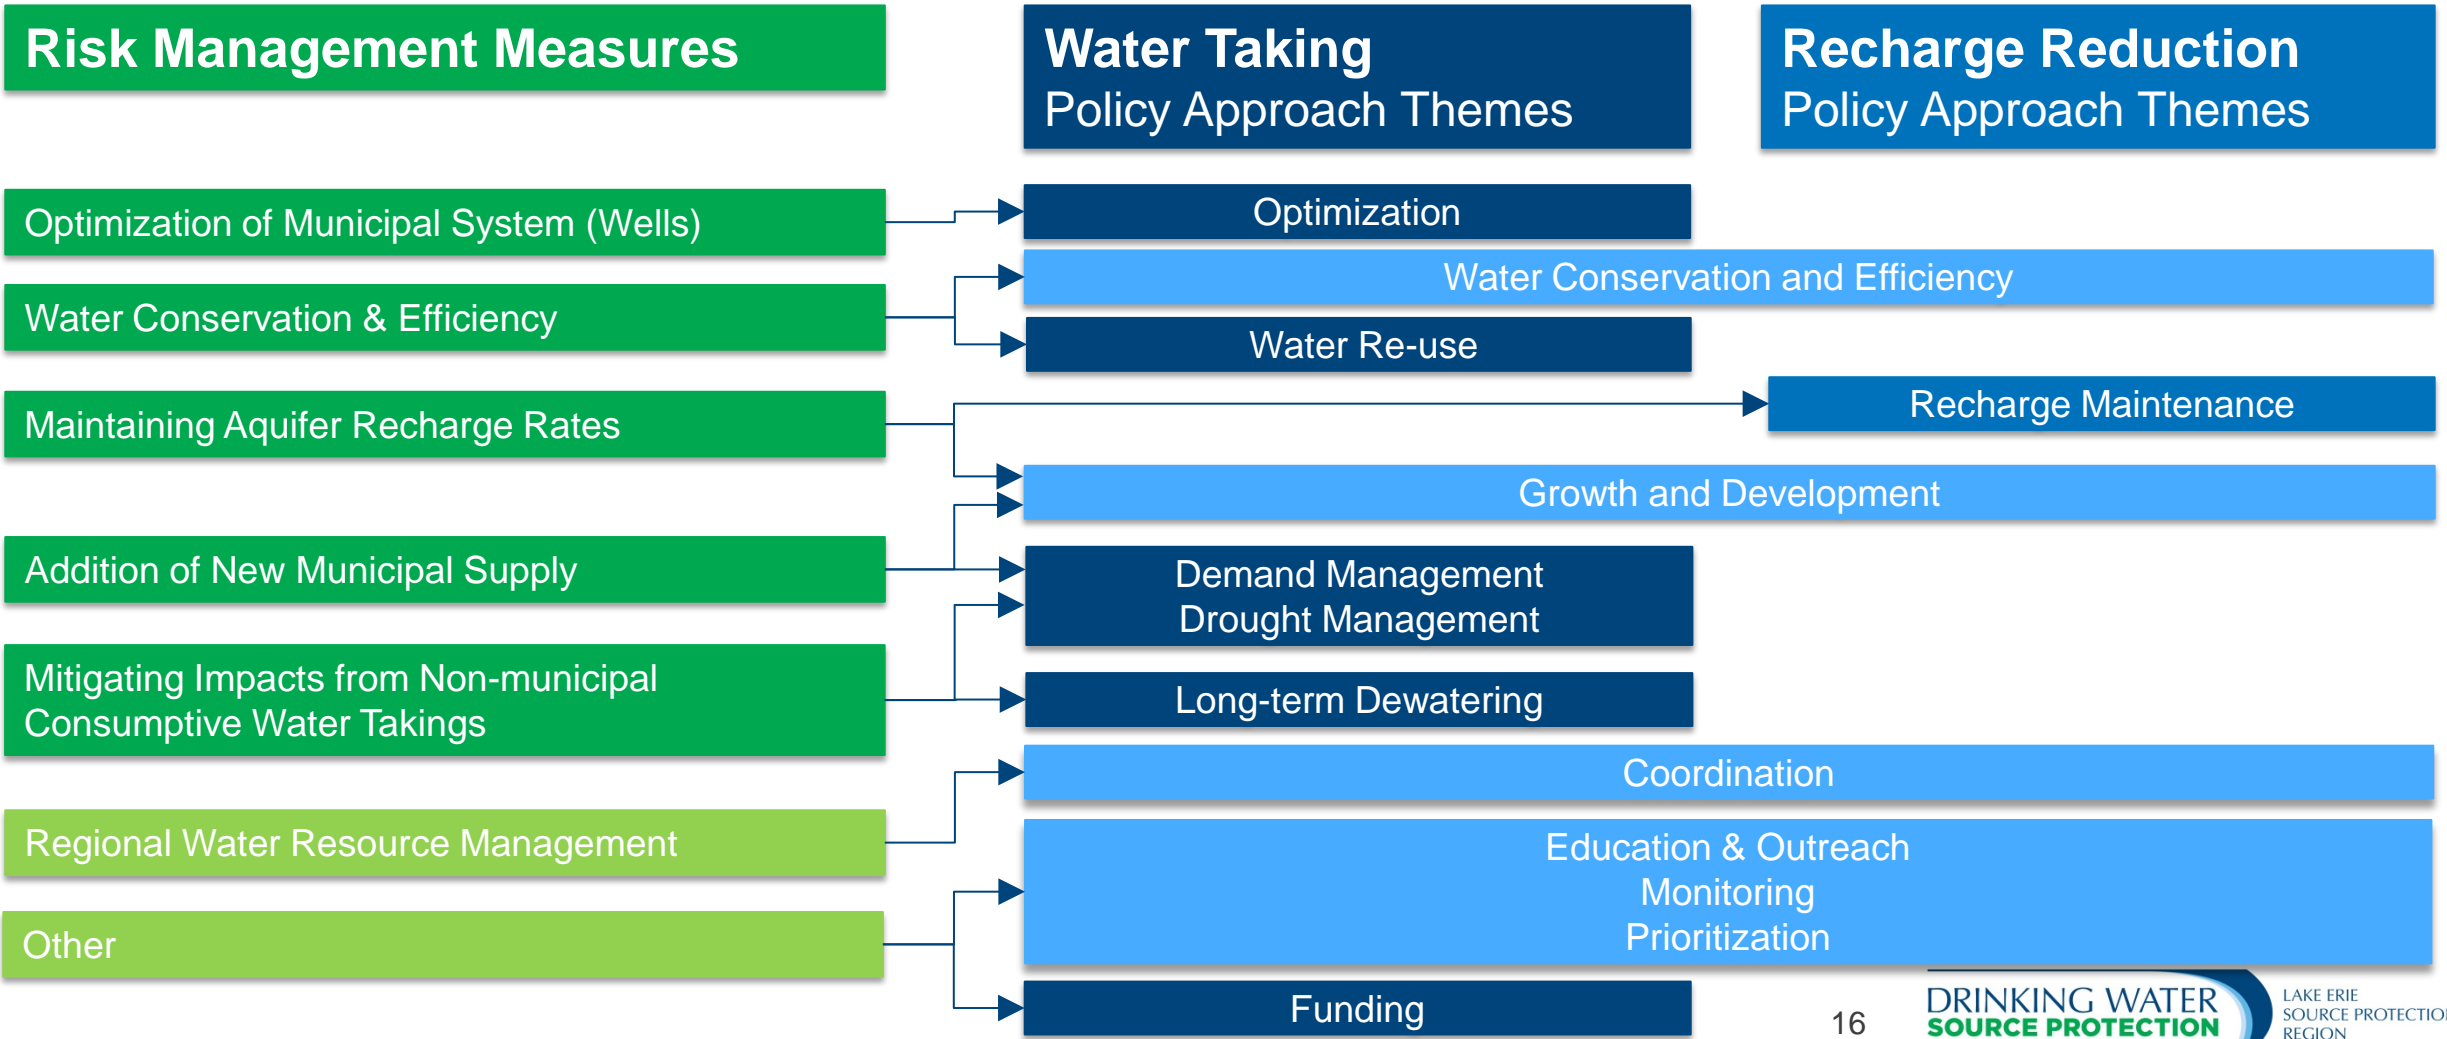 Risk Management Measures
Water Taking
Policy Approach Themes
Recharge Reduction
Policy Approach Themes
Optimization of Municipal System (Wells)
Optimization
Water Conservation and Efficiency
Water Conservation & Efficiency
Water Re-use
Maintaining Aquifer Recharge Rates
Recharge Maintenance
Growth and Development
Addition of New Municipal Supply
Demand Management
Drought Management
Mitigating Impacts from Non-municipal
Consumptive Water Takings
Long-term Dewatering
Coordination
Regional Water Resource Management
Education & Outreach
Monitoring
Prioritization
Other
Funding
16
DRINKING WATER
SOURCE PROTECTION
LAKE ERIE
SOURCE PROTECTION
REGION